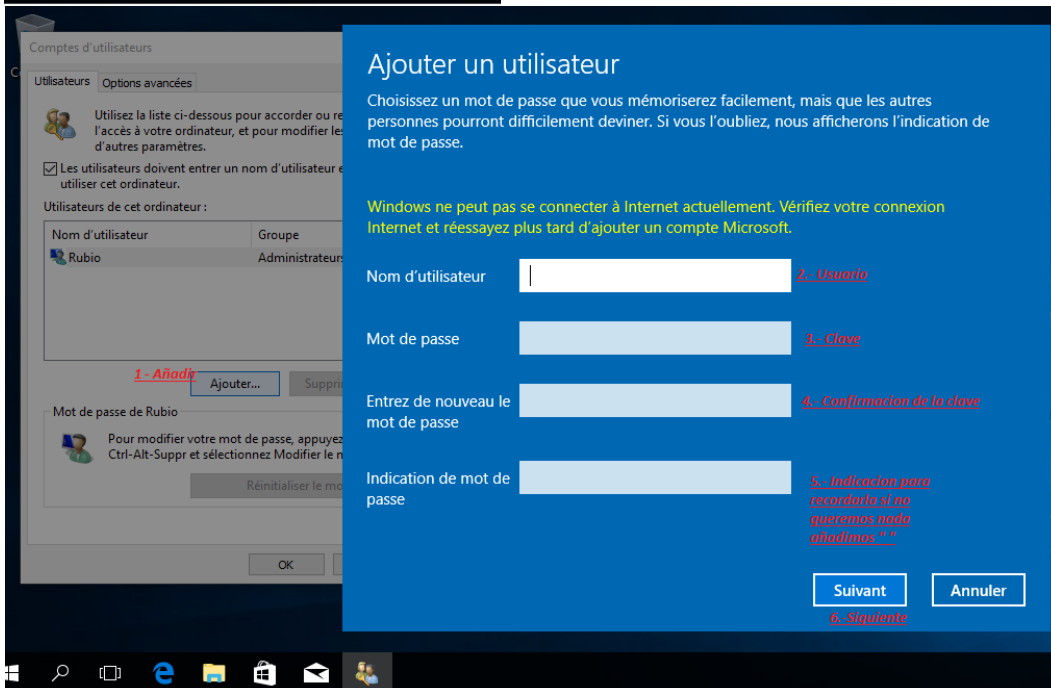 Comptes d'utilisateurs
Utilisateurs
Options avancées
Utilisez la liste ci-dessous pour accorder ou re
l'accès à votre ordinateur, et pour modifier les
d'autres paramètres.
Les utilisateurs doivent entrer un nom d'utilisateur e
utiliser cet ordinateur.
Utilisateurs de cet ordinateur :
Nom d'utilisateur
Groupe
Rubio
Administrateurs
1 - Añadir
Ajouter...
Suppri
Mot de passe de Rubio
Pour modifier votre mot de passe, appuyez
Ctrl-Alt-Suppr et sélectionnez Modifier le m
Réinitialiser le mo
OK
Ajouter un utilisateur
Choisissez un mot de passe que vous mémoriserez facilement, mais que les autres
personnes pourront difficilement deviner. Si vous l'oubliez, nous afficherons l'indication de
mot de passe.
Windows ne peut pas se connecter à Internet actuellement. Vérifiez votre connexion
Internet et réessayez plus tard d'ajouter un compte Microsoft.
Nom d'utilisateur
2.- Usuario
Mot de passe
3.- Clave
Entrez de nouveau le
mot de passe
4.- Confirmacion de la clave
Indication de mot de
passe
5.- Indicacion para
recordarla si no
queremos nada
añadimos " "
Suivant
Annuler
6.-Siguiente